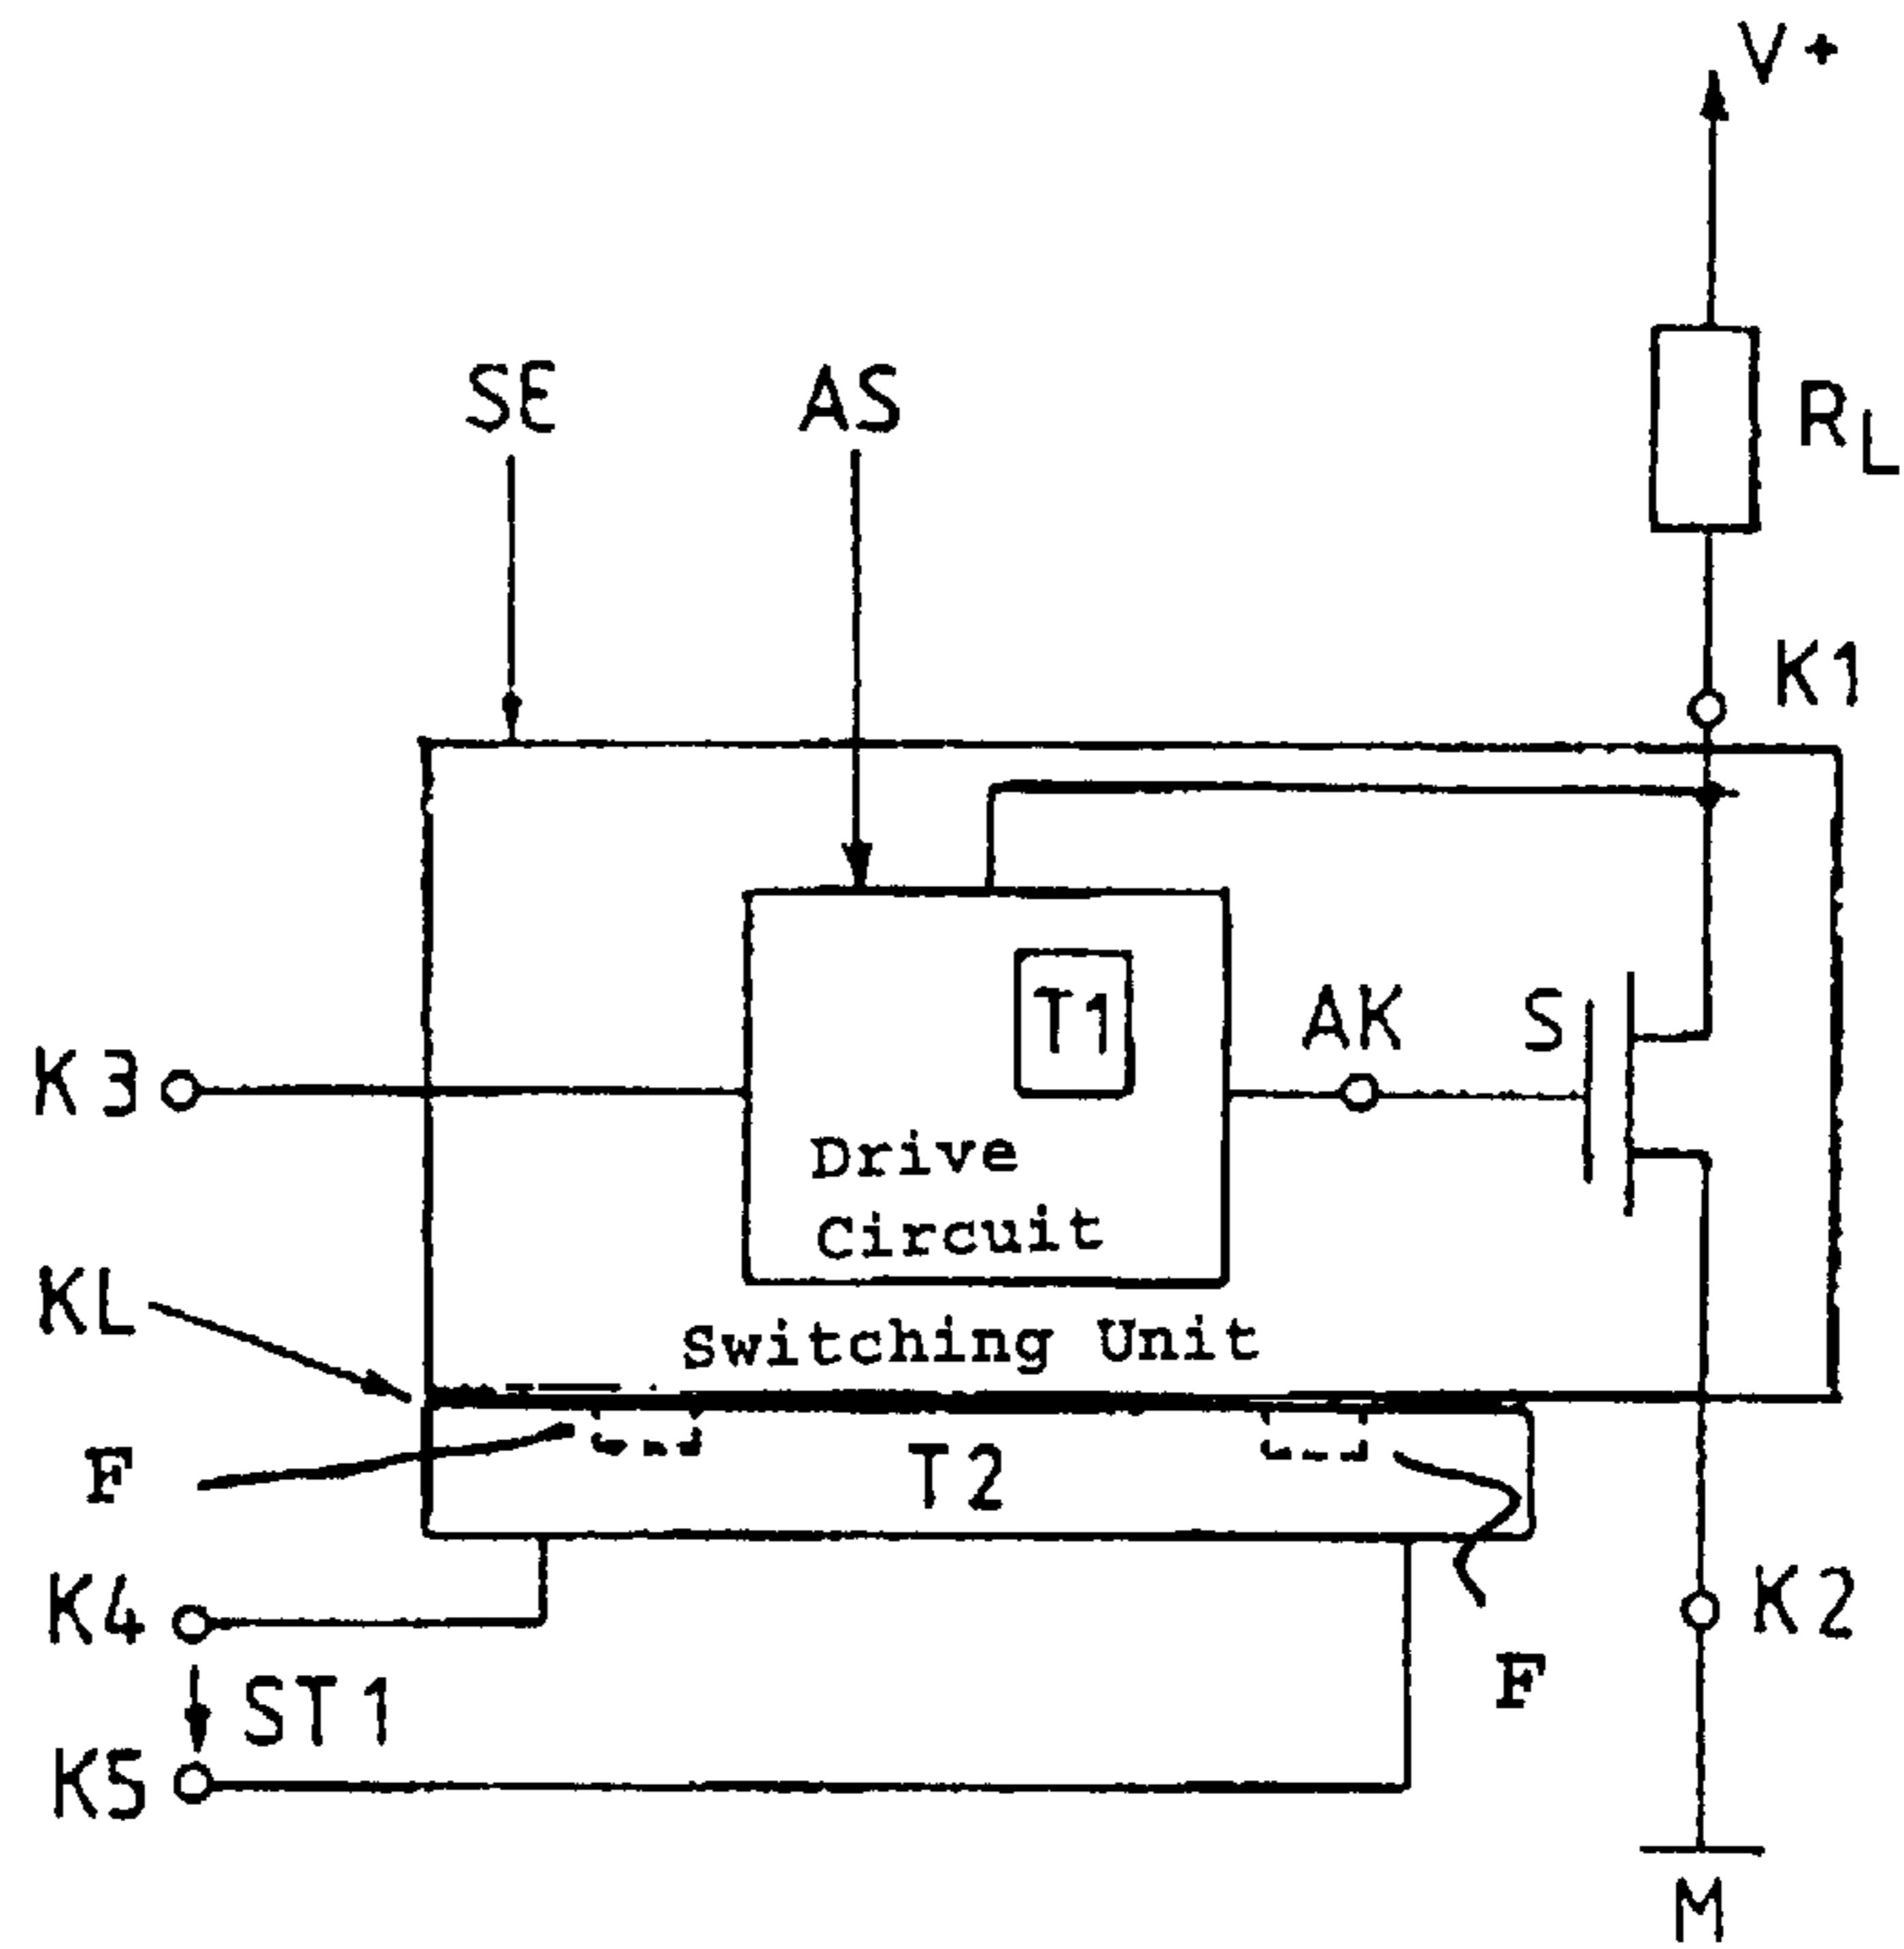 V+
SE
AS
RL
K1
T1
AK
S
K3
Drive
Circuit
KL
Switching Unit
F
T2
K4
K2
ST1
F
K5
M